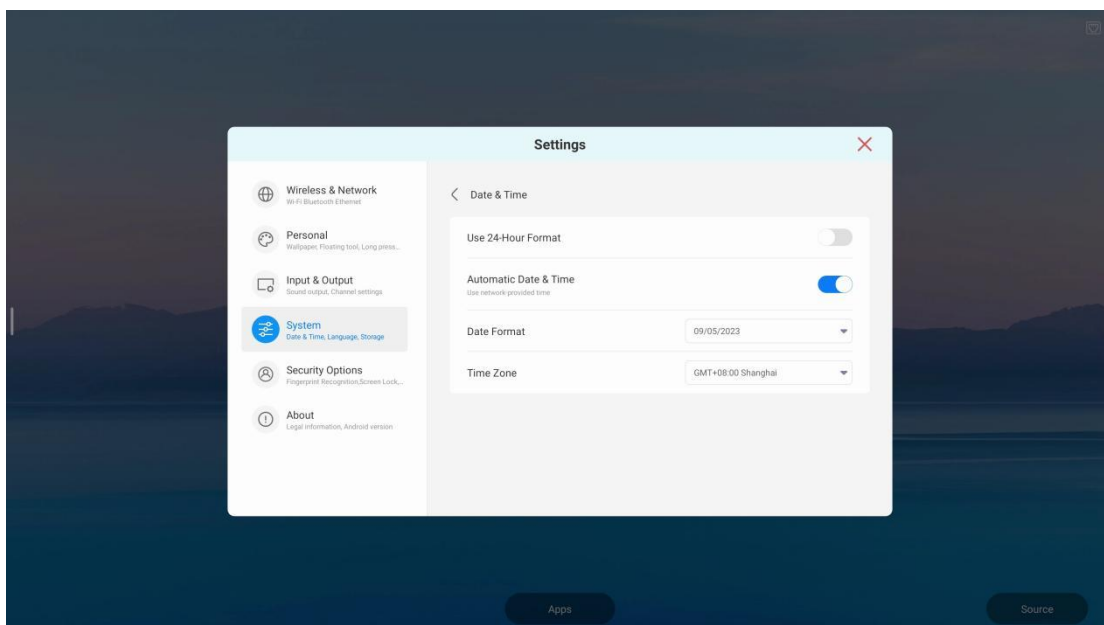 Settings
Wireless & Network
Wi-Fi Bluetooth Ethernet
Personal
Wallpaper, Floating tool, Long press...
Input & Output
Sound output, Channel settings
System
Date & Time, Language, Storage
Security Options
Fingerprint Recognition,Screen Lock,...
About
Legal information, Android version
Date & Time
Use 24-Hour Format
Automatic Date & Time
Use network-provided time
Date Format
09/05/2023
Time Zone
GMT+08:00 Shanghai
Apps
Source